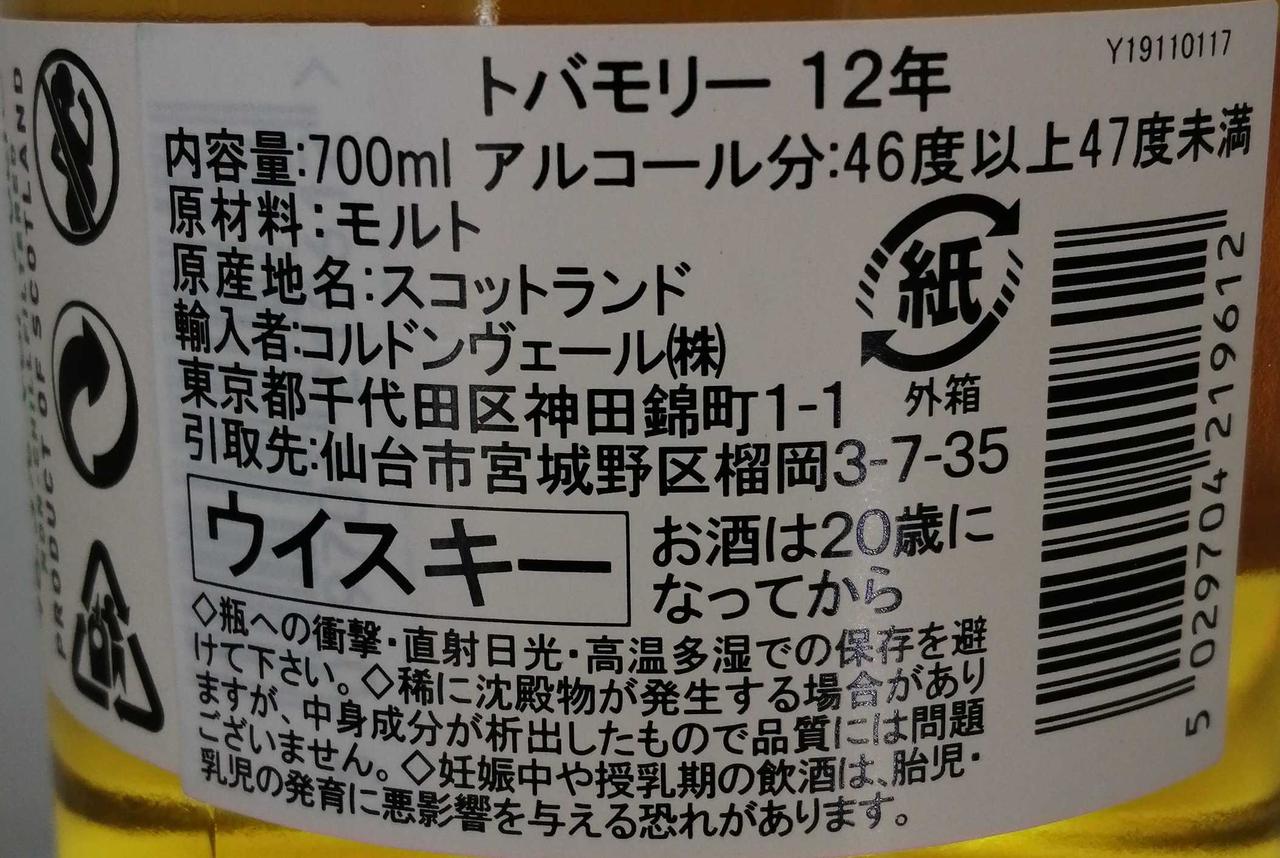 Y19110117
トバモリー 12年
内容量:700ml アルコール分:46度以上47度未満
原材料:モルト
原産地名:スコットランド
輸入者:コルドンヴェール㈱
東京都千代田区神田錦町1-1
引取先:仙台市宮城野区榴岡3-7-35
紙
外箱
ウイスキー
お酒は20歳に
なってから
◇瓶への衝撃・直射日光・高温多湿での保存を避
けて下さい。◇稀に沈殿物が発生する場合があり
ますが、中身成分が析出したもので品質には問題
ございません。◇妊娠中や授乳期の飲酒は、胎児・
乳児の発育に悪影響を与える恐れがあります。
5 029704 219612
PRODUCT OF SCOTLAND